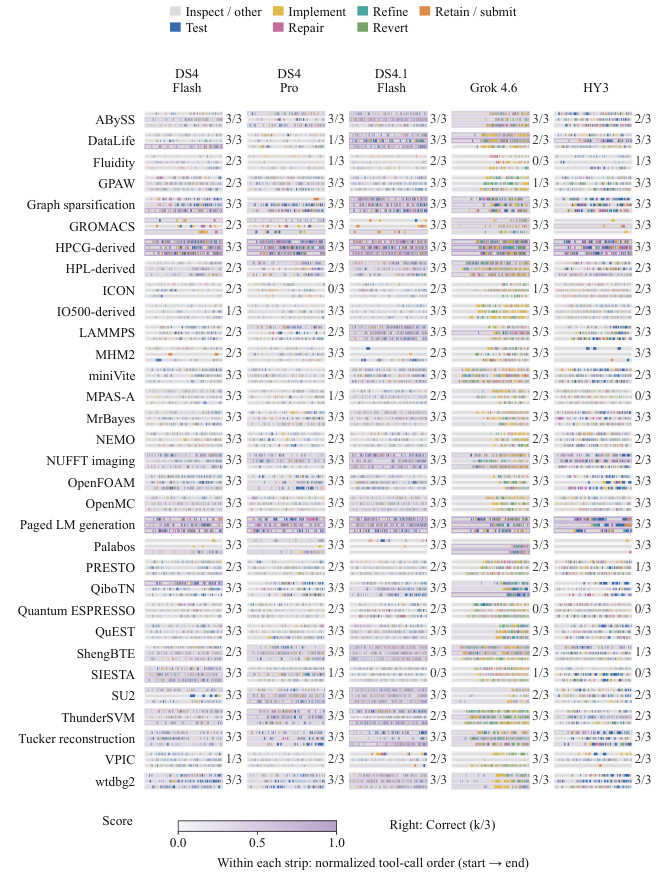 Inspect / other Implement Refine Retain / submit
Test Repair Revert
DS4 Flash DS4 Pro DS4.1 Flash Grok 4.6 HY3
ABySS 3/3 3/3 3/3 3/3 2/3
DataLife 3/3 3/3 3/3 2/3 3/3
Fluidity 2/3 1/3 2/3 0/3 1/3
GPAW 2/3 3/3 3/3 1/3 3/3
Graph sparsification 3/3 3/3 3/3 3/3 3/3
GROMACS 2/3 3/3 3/3 3/3 3/3
HPCG-derived 3/3 3/3 3/3 3/3 3/3
HPL-derived 2/3 2/3 3/3 3/3 2/3
ICON 2/3 0/3 2/3 1/3 2/3
IO500-derived 1/3 3/3 2/3 3/3 2/3
LAMMPS 2/3 2/3 3/3 3/3 2/3
MHM2 2/3 3/3 2/3 2/3 3/3
miniVite 3/3 3/3 3/3 3/3 2/3
MPAS-A 3/3 1/3 2/3 2/3 0/3
MrBayes 3/3 3/3 3/3 3/3 3/3
NEMO 3/3 2/3 3/3 2/3 2/3
NUFFT imaging 3/3 3/3 3/3 3/3 2/3
OpenFOAM 3/3 3/3 3/3 3/3 3/3
OpenMC 3/3 2/3 3/3 3/3 3/3
Paged LM generation 3/3 3/3 3/3 3/3 3/3
Palabos 3/3 3/3 3/3 3/3 3/3
PRESTO 2/3 2/3 2/3 2/3 1/3
QiboTN 3/3 3/3 3/3 3/3 3/3
Quantum ESPRESSO 3/3 2/3 2/3 0/3 0/3
QuEST 3/3 3/3 3/3 3/3 3/3
ShengBTE 2/3 3/3 3/3 2/3 1/3
SIESTA 3/3 3/3 0/3 1/3 0/3
SU2 3/3 3/3 3/3 2/3 3/3
ThunderSVM 3/3 3/3 2/3 3/3 2/3
Tucker reconstruction 3/3 3/3 3/3 3/3 3/3
VPIC 1/3 2/3 2/3 3/3 2/3
wtdbg2 3/3 3/3 3/3 3/3 3/3
Score 0.0 0.5 1.0 Right: Correct (k/3)
Within each strip: normalized tool-call order (start → end)